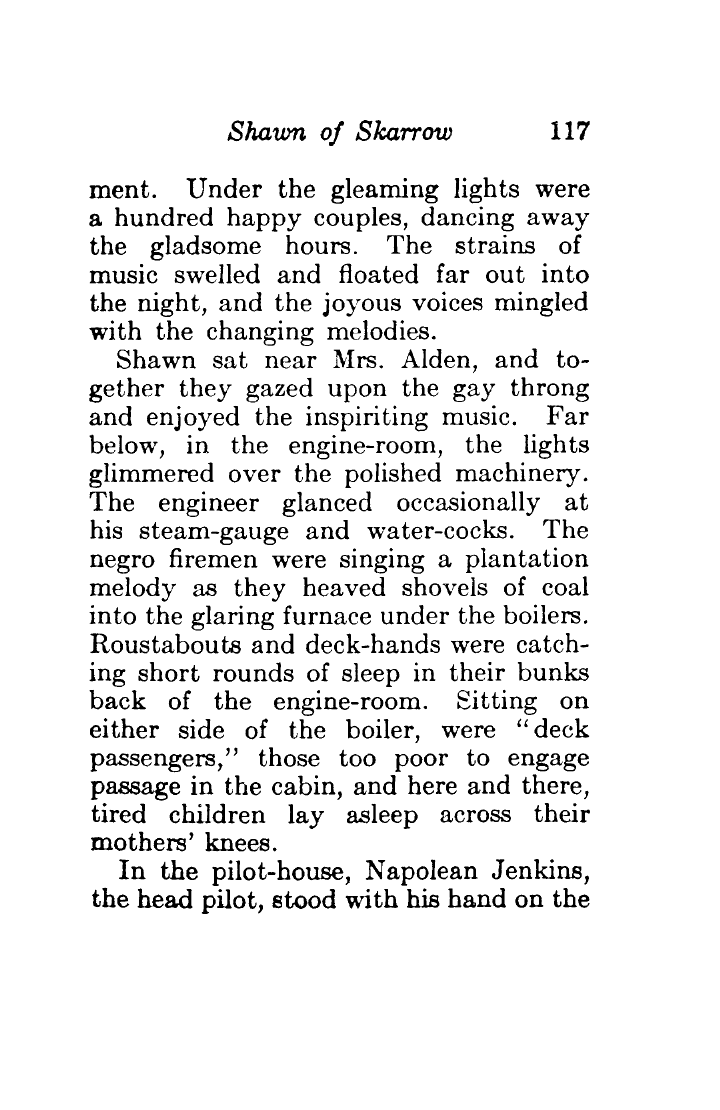 Shawn of Skarrow 117
ment. Under the gleaming lights were
a hundred happy couples, dancing away
the gladsome hours. The strains of
music swelled and floated far out into
the night, and the joyous voices mingled
with the changing melodies.
Shawn sat near Mrs. Alden, and to-
gether they gazed upon the gay throng
and enjoyed the inspiriting music. Far
below, in the engine-room, the lights
glimmered over the polished machinery.
The engineer glanced occasionally at
his steam-gauge and water-cocks. The
negro firemen were singing a plantation
melody as they heaved shovels of coal
into the glaring furnace under the boilers.
Roustabouts and deck-hands were catch-
ing short rounds of sleep in their bunks
back of the engine-room. Sitting on
either side of the boiler, were “deck
passengers,” those too poor to engage
passage in the cabin, and here and there,
tired children lay asleep across their
mothers’ knees.
In the pilot-house, Napolean Jenkins,
the head pilot, stood with his hand on the